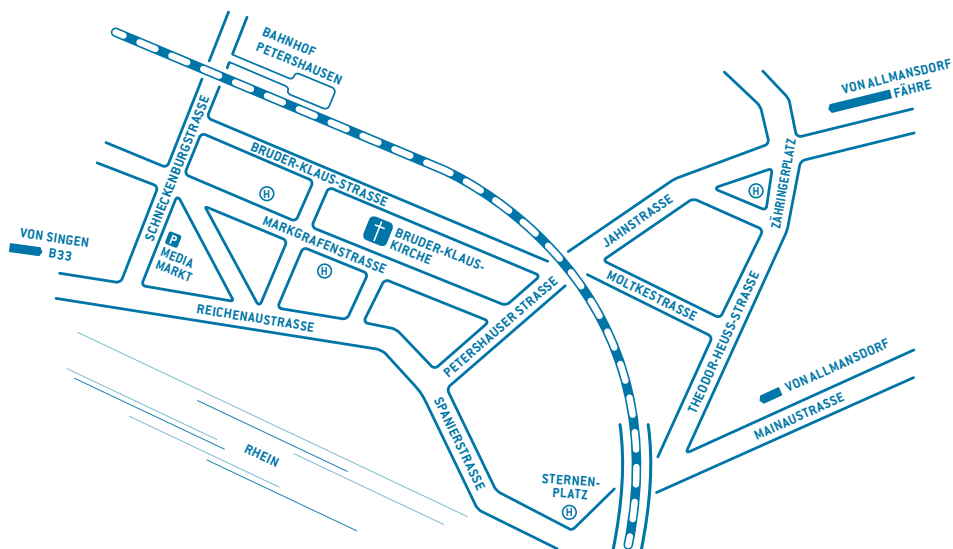 BAHNHOF
PETERSHAUSEN
VON ALLMANSDORF
FÄHRE
SCHNECKENBURGSTRASSE
BRUDER-KLAUS-STRASSE
ZÄHRINGERPLATZ
H
H
JAHNSTRASSE
MARKGRAFENSTRASSE
BRUDER-KLAUS-
KIRCHE
VON SINGEN
B33
P
MEDIA
MARKT
H
MOLTKESTRASSE
PETERSHAUSER STRASSE
REICHENAUSTRASSE
THEODOR-HEUSS-STRASSE
VON ALLMANSDORF
MAINAUSTRASSE
SPANIERSTRASSE
RHEIN
STERNEN-
PLATZ
H